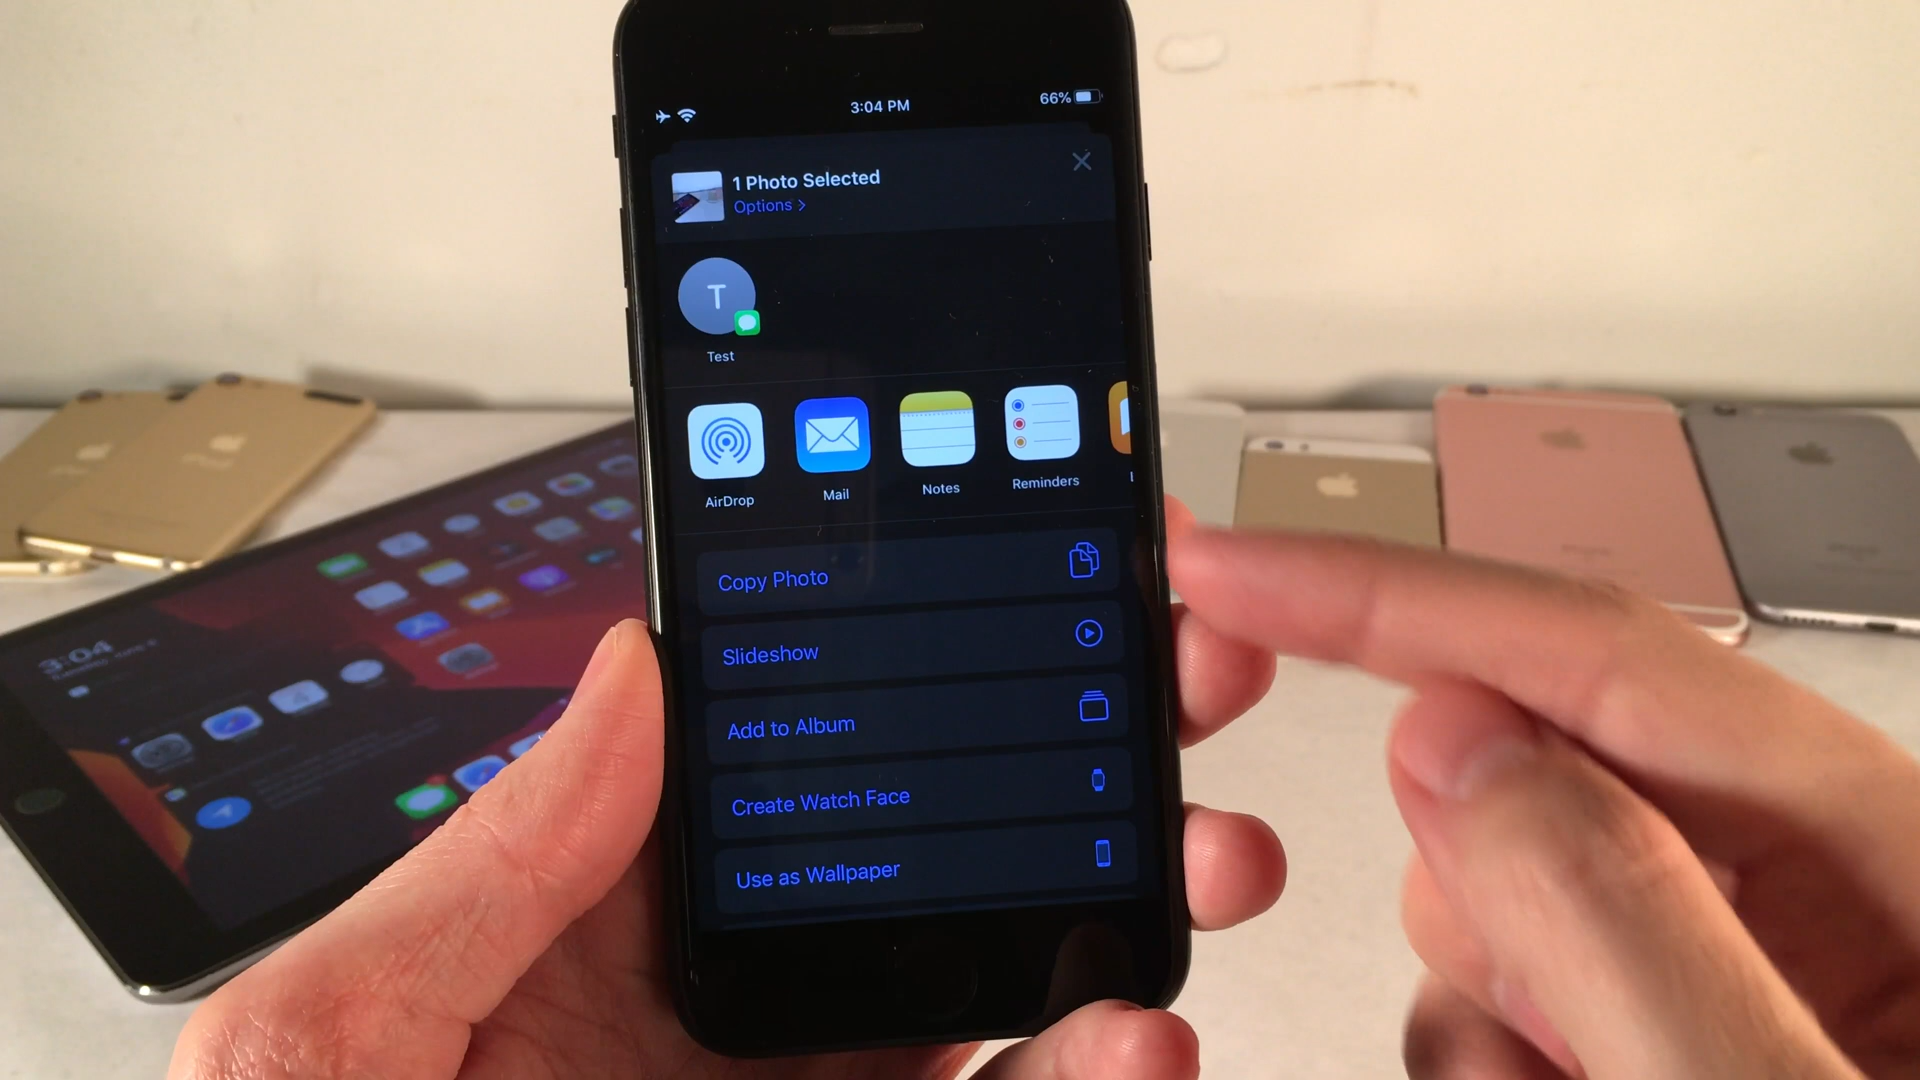 3:04 PM
66%
1 Photo Selected
Options >
T
Test
AirDrop
Mail
Notes
Reminders
Copy Photo
Slideshow
Add to Album
Create Watch Face
Use as Wallpaper
3:04